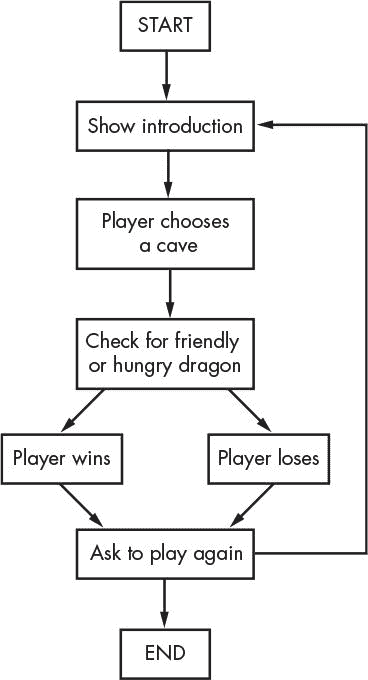 START
Show introduction
Player chooses
a cave
Check for friendly
or hungry dragon
Player wins
Player loses
Ask to play again
END